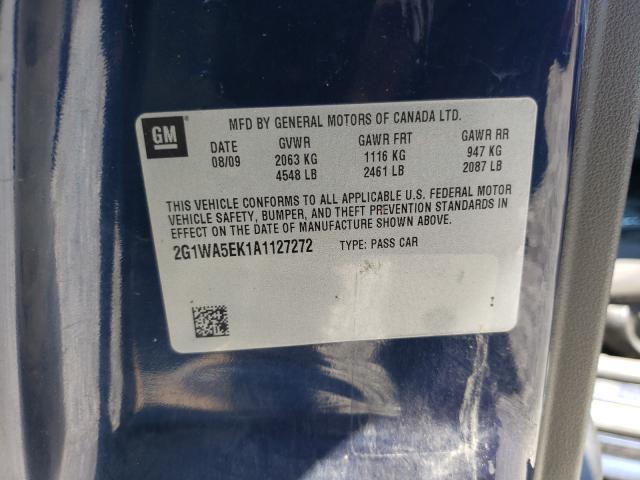 GM
MFD BY GENERAL MOTORS OF CANADA LTD.
DATE GVWR GAWR FRT GAWR RR
08/09 2063 KG 1116 KG 947 KG
4548 LB 2461 LB 2087 LB
THIS VEHICLE CONFORMS TO ALL APPLICABLE U.S. FEDERAL MOTOR
VEHICLE SAFETY, BUMPER, AND THEFT PREVENTION STANDARDS IN
EFFECT ON THE DATE OF MANUFACTURE SHOWN ABOVE.
2G1WA5EK1A1127272 TYPE: PASS CAR